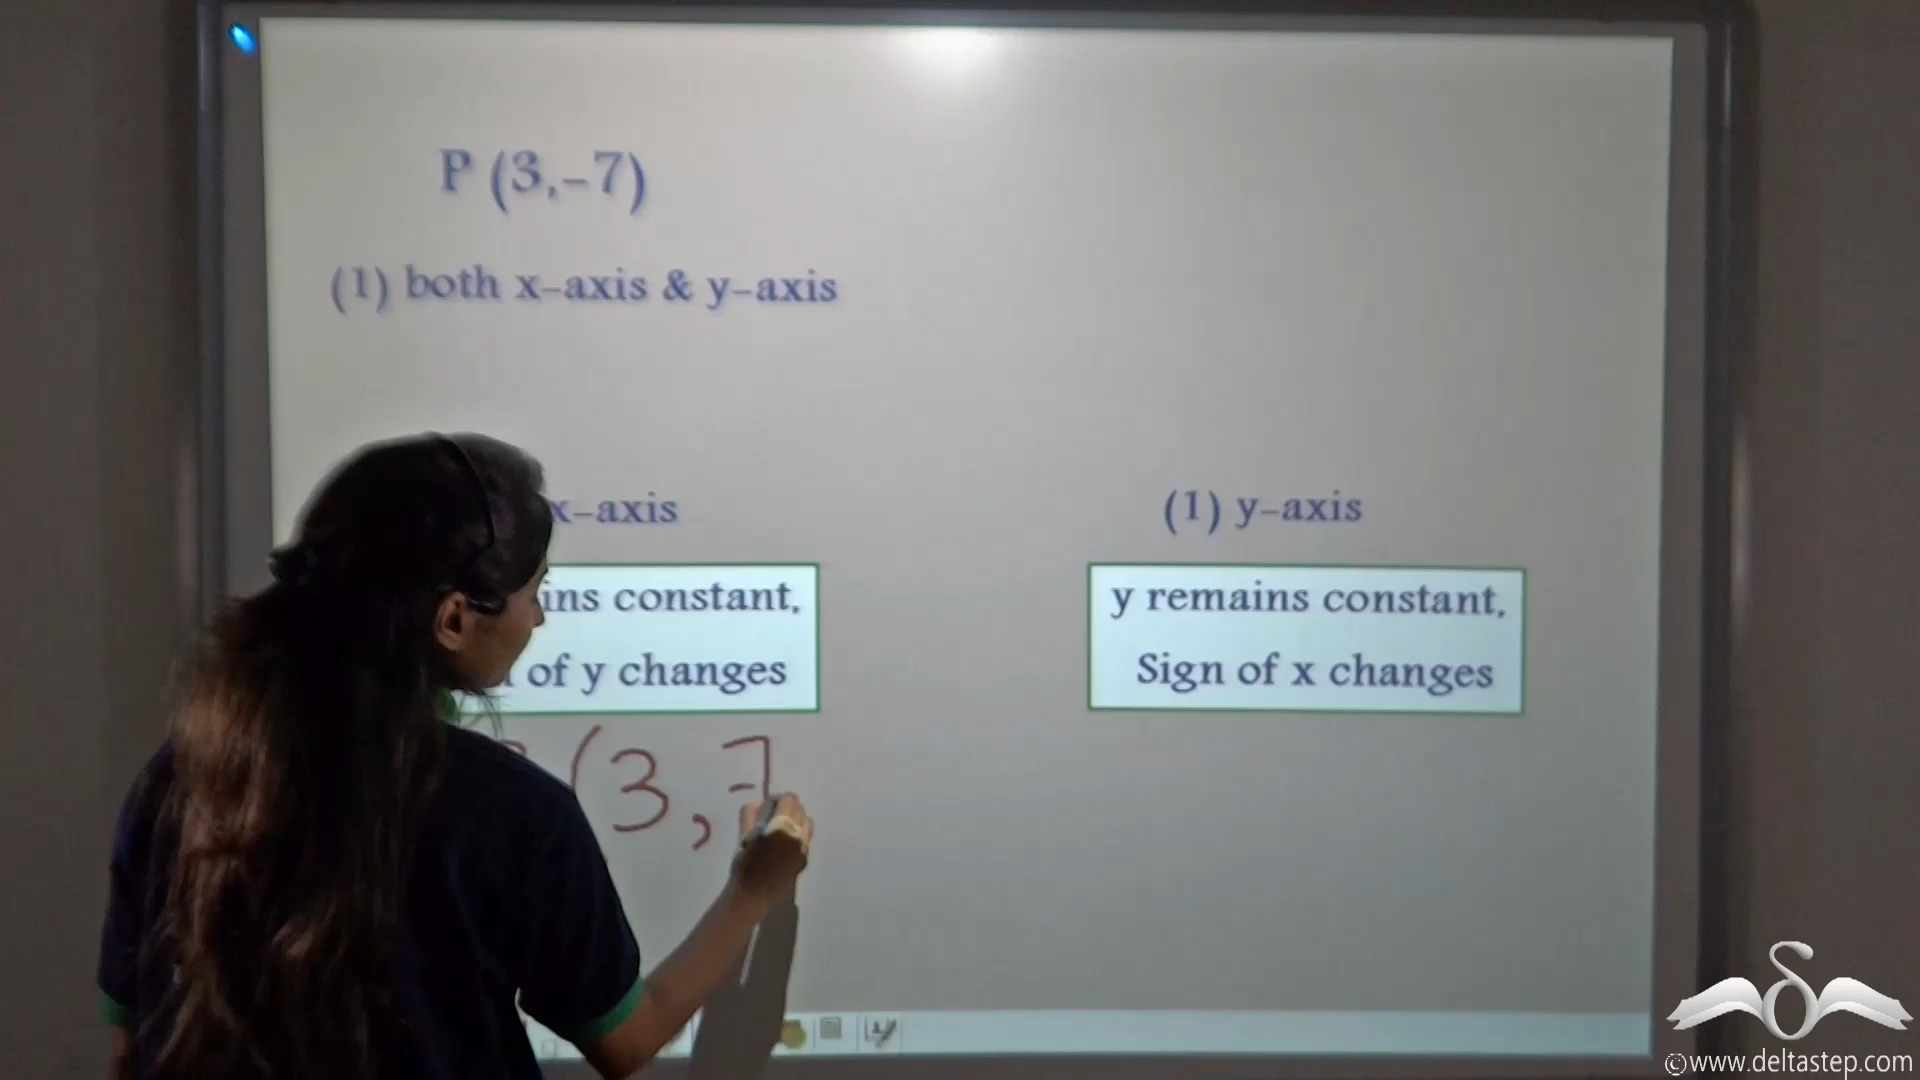 P (3,-7)
(1) both x-axis & y-axis
x-axis
(1) y-axis
constant,
of y changes
y remains constant,
Sign of x changes
(3,7
©www.deltastep.com